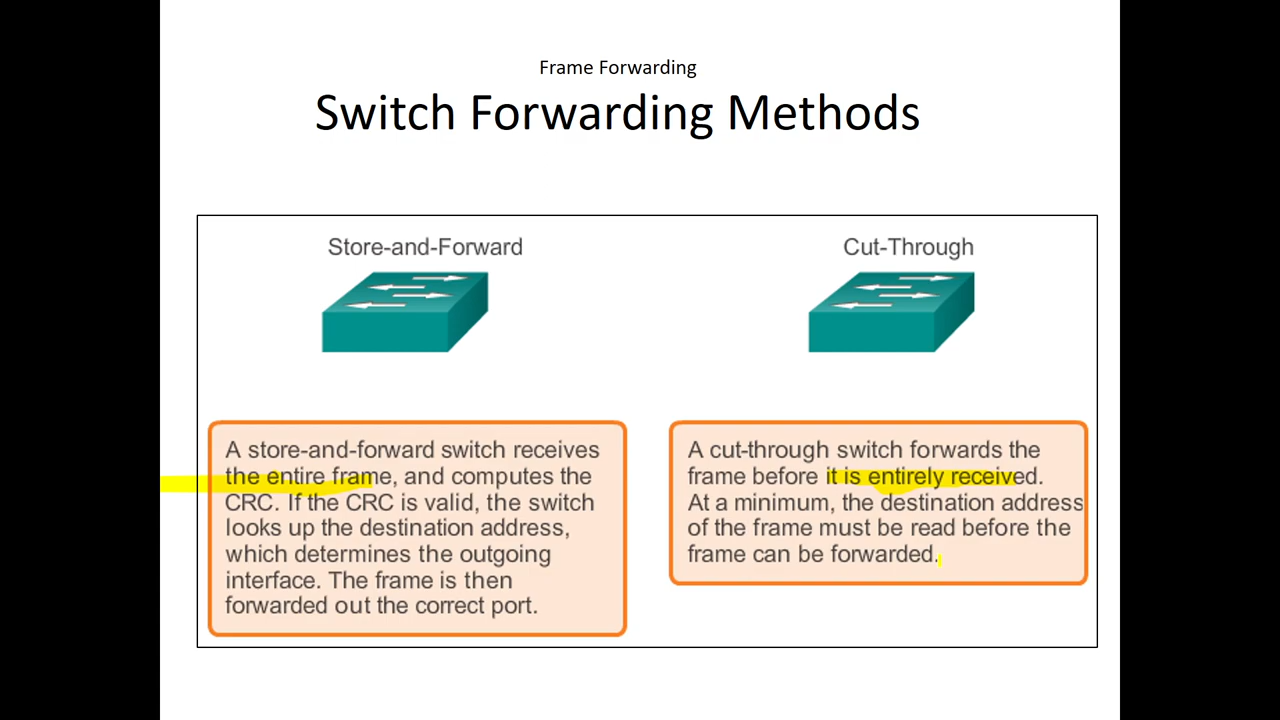 Frame Forwarding
Switch Forwarding Methods
Store-and-Forward
A store-and-forward switch receives
the entire frame, and computes the
CRC. If the CRC is valid, the switch
looks up the destination address,
which determines the outgoing
interface. The frame is then
forwarded out the correct port.
Cut-Through
A cut-through switch forwards the
frame before it is entirely received.
At a minimum, the destination address
of the frame must be read before the
frame can be forwarded.